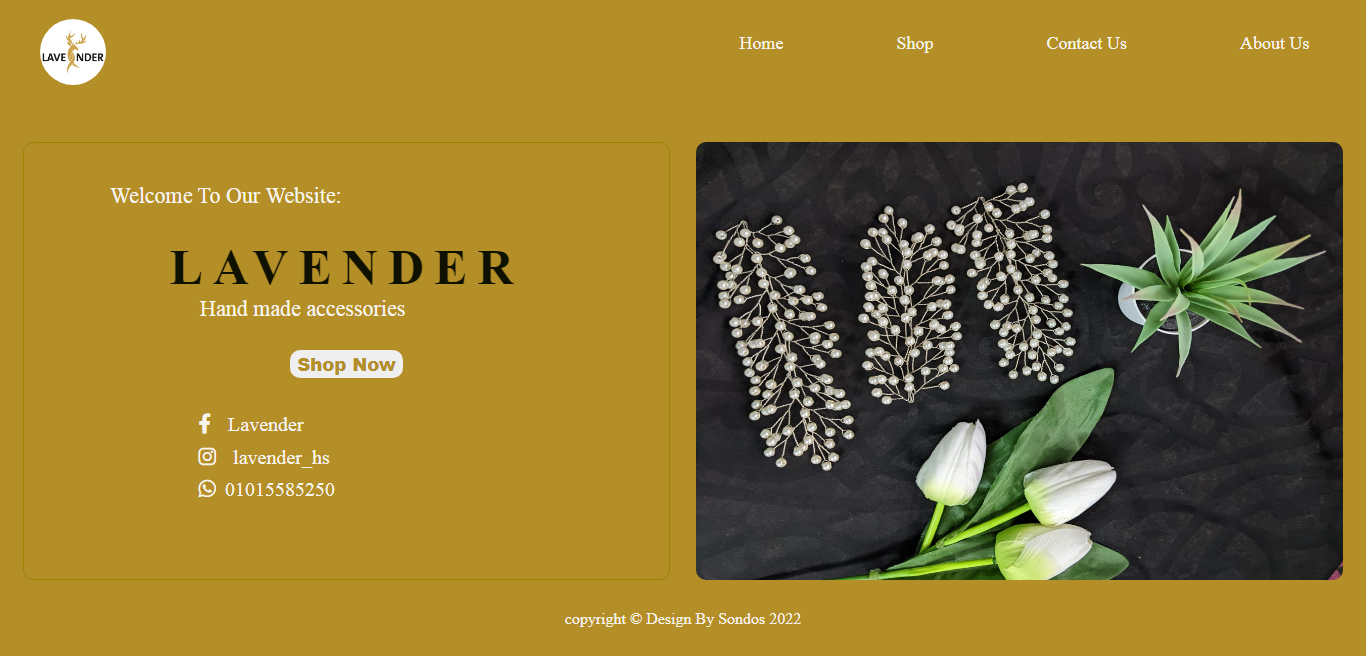 LAVENDER
Home
Shop
Contact Us
About Us
Welcome To Our Website:
LAVENDER
Hand made accessories
Shop Now
Lavender
lavender_hs
01015585250
copyright © Design By Sondos 2022